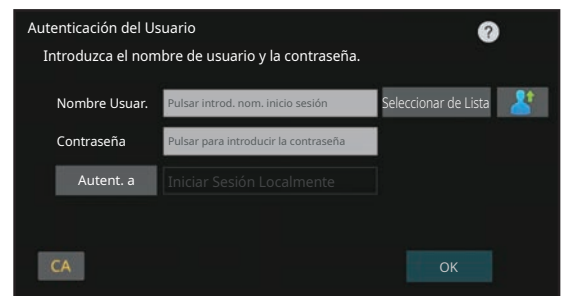 Autenticación del Usuario
?
Introduzca el nombre de usuario y la contraseña.
Nombre Usuar. Pulsar introd. nom. inicio sesión Seleccionar de Lista
Contraseña Pulsar para introducir la contraseña
Autent. a Iniciar Sesión Localmente
CA OK